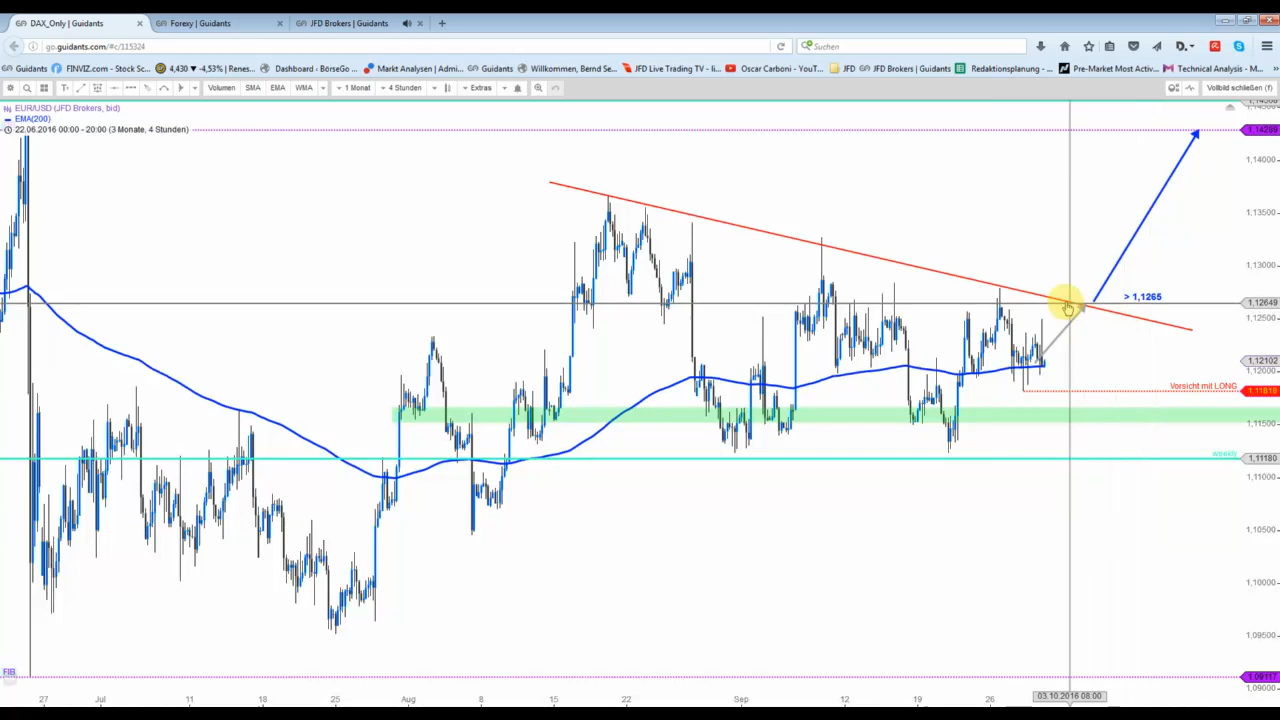 DAX_Only | Guidants
Forexy | Guidants
JFD Brokers | Guidants
go.guidants.com/#c/115324
Suchen
Guidants
FINVIZ.com - Stock Sc...
4,430 ▾ -4,53% | Renes...
Dashboard - BörseGo ...
Markt Analysen | Admi...
Guidants
Willkommen, Bernd Se...
JFD Live Trading TV - li...
Oscar Carboni - YouT...
JFD
JFD Brokers | Guidants
Redaktionsplanung - ...
Pre-Market Most Activ...
Technical Analysis - M...
Volumen
SMA
EMA
WMA
1 Monat
4 Stunden
Extras
Vollbild schließen (f)
EUR/USD (JFD Brokers, bid)
EMA(200)
22.06.2016 00:00 - 20:00 (3 Monate, 4 Stunden)
1,14289
1,14000
1,13500
1,13000
> 1,1265
1,12649
1,12500
1,12102
1,12000
Vorsicht mit LONG
1,11818
1,11500
weekly
1,11180
1,11000
1,10500
1,10000
1,09500
FIB
1,09117
1,09000
27
Jul
11
18
25
Aug
8
15
22
Sep
12
26
03.10.2016 08:00